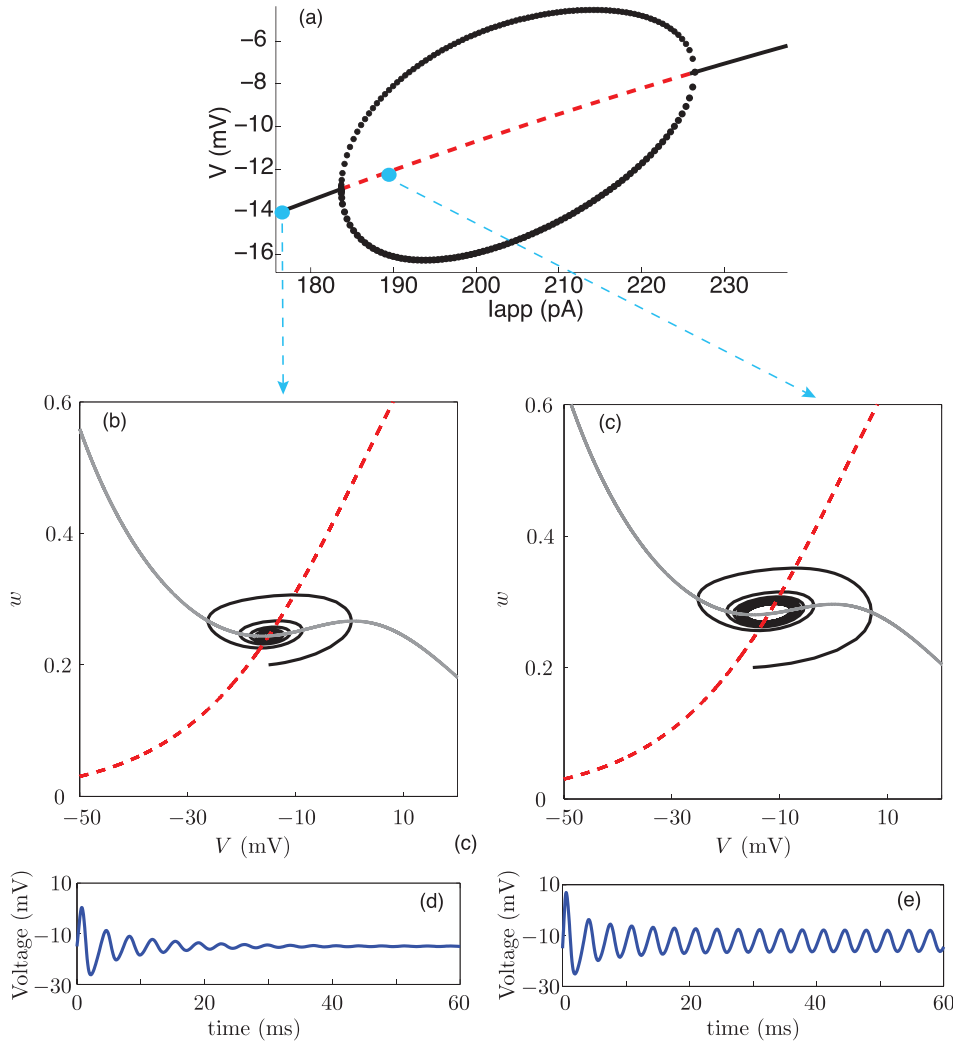 (a)
−6
−8
−10
−12
−14
−16
V (mV)
180 190 200 210 220 230
Iapp (pA)
(b)
0.6
0.4
0.2
0
w
−50 −30 −10 10
V (mV)
(c)
0.6
0.4
0.2
0
w
−50 −30 −10 10
V (mV)
(c)
(d)
10
−10
−30
Voltage (mV)
0 20 40 60
time (ms)
(e)
10
−10
−30
Voltage (mV)
0 20 40 60
time (ms)